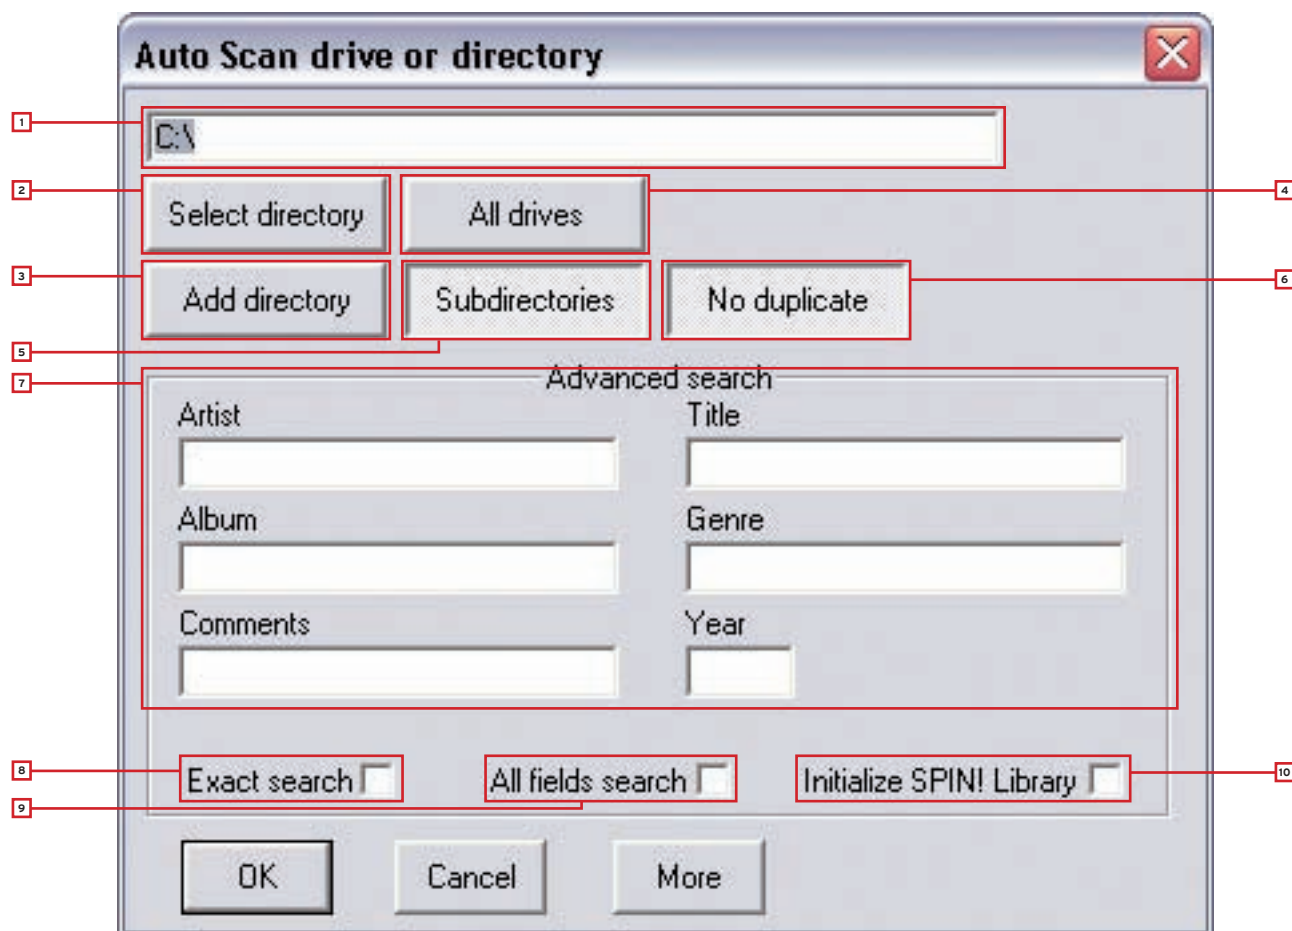 Auto Scan drive or directory
1
C:\
2
Select directory
All drives
4
3
Add directory
Subdirectories
No duplicate
6
5
7
Advanced search
Artist
Title
Album
Genre
Comments
Year
8
Exact search
All fields search
Initialize SPIN! Library
10
9
OK
Cancel
More